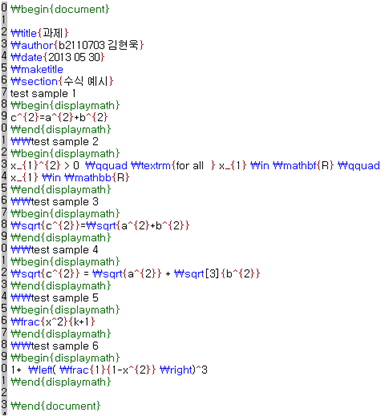 0 ₩begin{document}
1
2 ₩title{과제}
3 ₩author{b2110703 김현욱}
4 ₩date{2013 05 30}
5 ₩maketitle
6 ₩section{수식 예시}
7 test sample 1
8 ₩begin{displaymath}
9 c^{2}=a^{2}+b^{2}
0 ₩end{displaymath}
1 ₩₩test sample 2
2 ₩begin{displaymath}
3 x_{1}^{2} > 0 ₩qquad ₩textrm{for all } x_{1} ₩in ₩mathbf{R} ₩qquad
4 x_{1} ₩in ₩mathbb{R}
5 ₩end{displaymath}
6 ₩₩test sample 3
7 ₩begin{displaymath}
8 ₩sqrt{c^{2}}=₩sqrt{a^{2}+b^{2}}
9 ₩end{displaymath}
0 ₩₩test sample 4
1 ₩begin{displaymath}
2 ₩sqrt{c^{2}} = ₩sqrt{a^{2}} + ₩sqrt[3]{b^{2}}
3 ₩end{displaymath}
4 ₩₩test sample 5
5 ₩begin{displaymath}
6 ₩frac{x^2}{k+1}
7 ₩end{displaymath}
8 ₩₩test sample 6
9 ₩begin{displaymath}
0 1+ ₩left( ₩frac{1}{1-x^{2}} ₩right)^3
1 ₩end{displaymath}
2
3 ₩end{document}